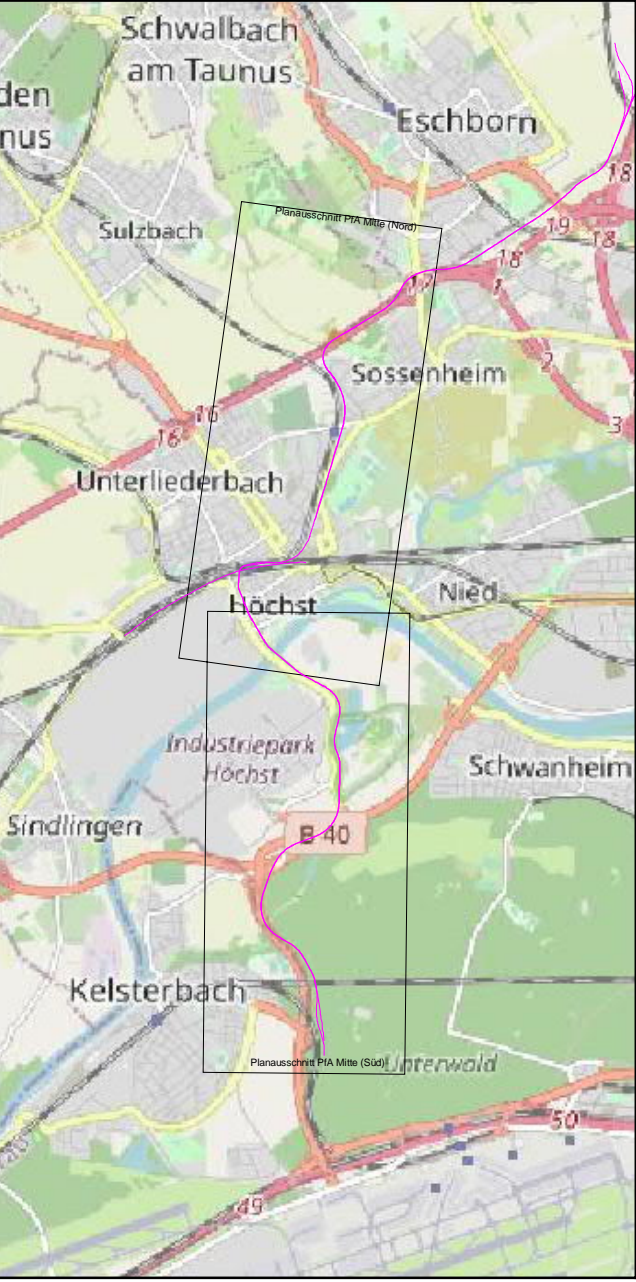 Schwalbach
am Taunus
den
nus
Eschborn
18
Planausschnitt PfA Mitte (Nord)
19
18
Sulzbach
18
17
1
2
Sossenheim
3
16
16
Unterliederbach
Nied
Höchst
Industriepark
Höchst
Schwanheim
Sindlingen
B 40
Kelsterbach
Planausschnitt PfA Mitte (Süd)
Unterwald
50
49